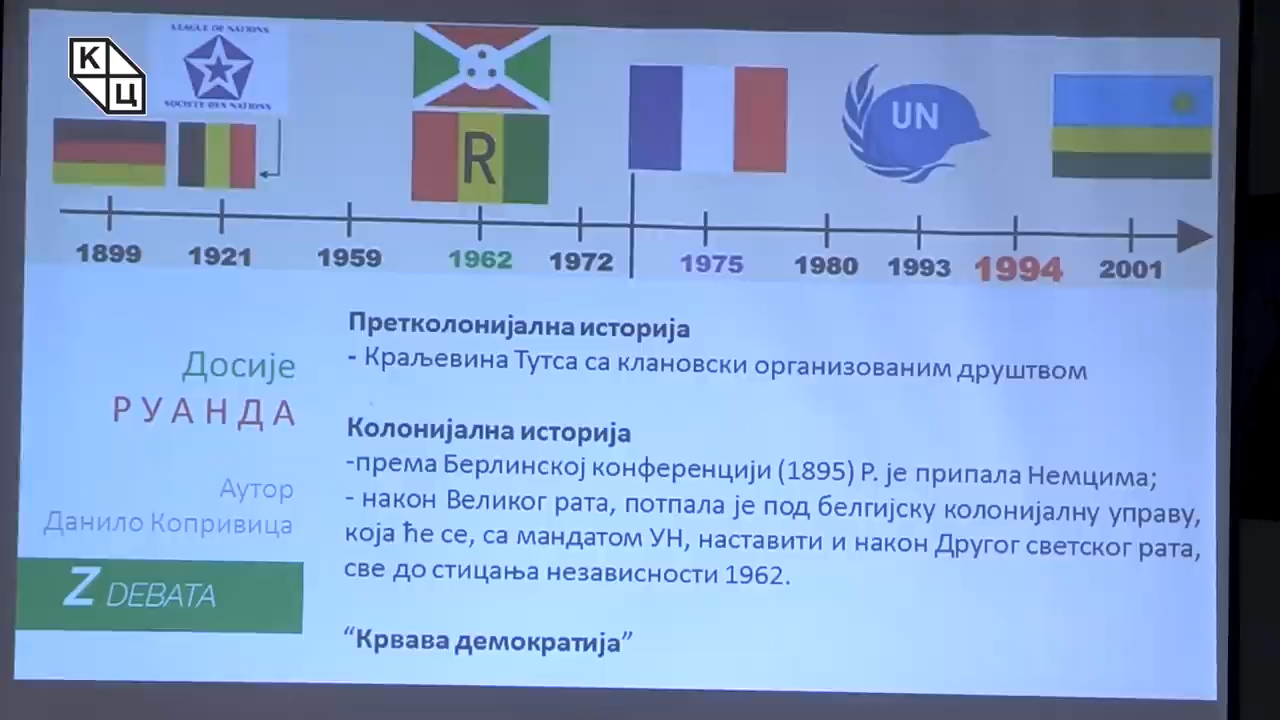 К
Ц
LEAGUE OF NATIONS
SOCIETE DES NATIONS
R
UN
1899
1921
1959
1962
1972
1975
1980
1993
1994
2001
Претколонијална историја
- Краљевина Тутса са клановски организованим друштвом
Досије
РУАНДА
Колонијална историја
-према Берлинској конференцији (1895) Р. је припала Немцима;
- након Великог рата, потпала је под белгијску колонијалну управу,
која ће се, са мандатом УН, наставити и након Другог светског рата,
све до стицања независности 1962.
Аутор
Данило Копривица
Z DEBATA
“Крвава демократија”